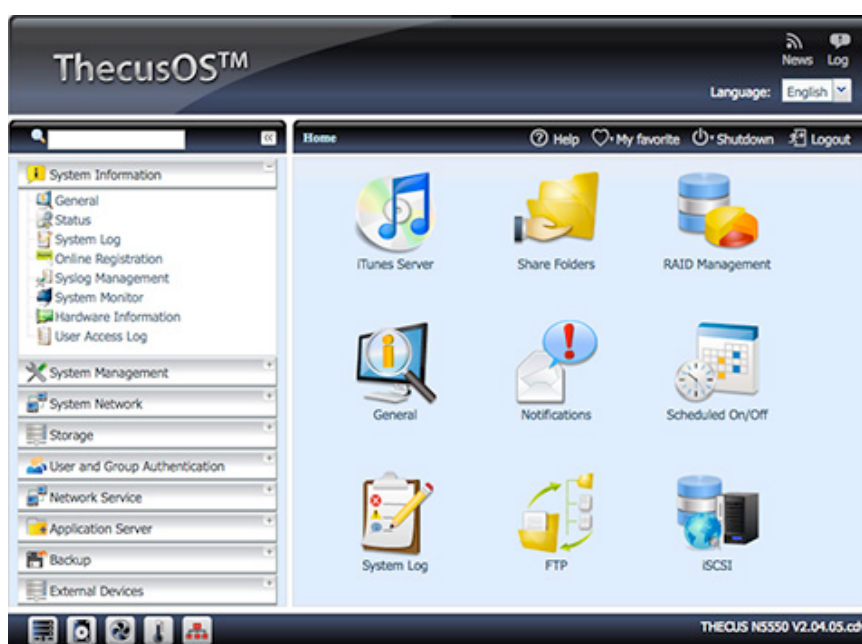 ThecusOS™
News Log
Language: English
Home Help My favorite Shutdown Logout
System Information
General
Status
System Log
Online Registration
Syslog Management
System Monitor
Hardware Information
User Access Log
System Management
System Network
Storage
User and Group Authentication
Network Service
Application Server
Backup
External Devices
iTunes Server Share Folders RAID Management
General Notifications Scheduled On/Off
System Log FTP iSCSI
THECUS N5550 V2.04.05